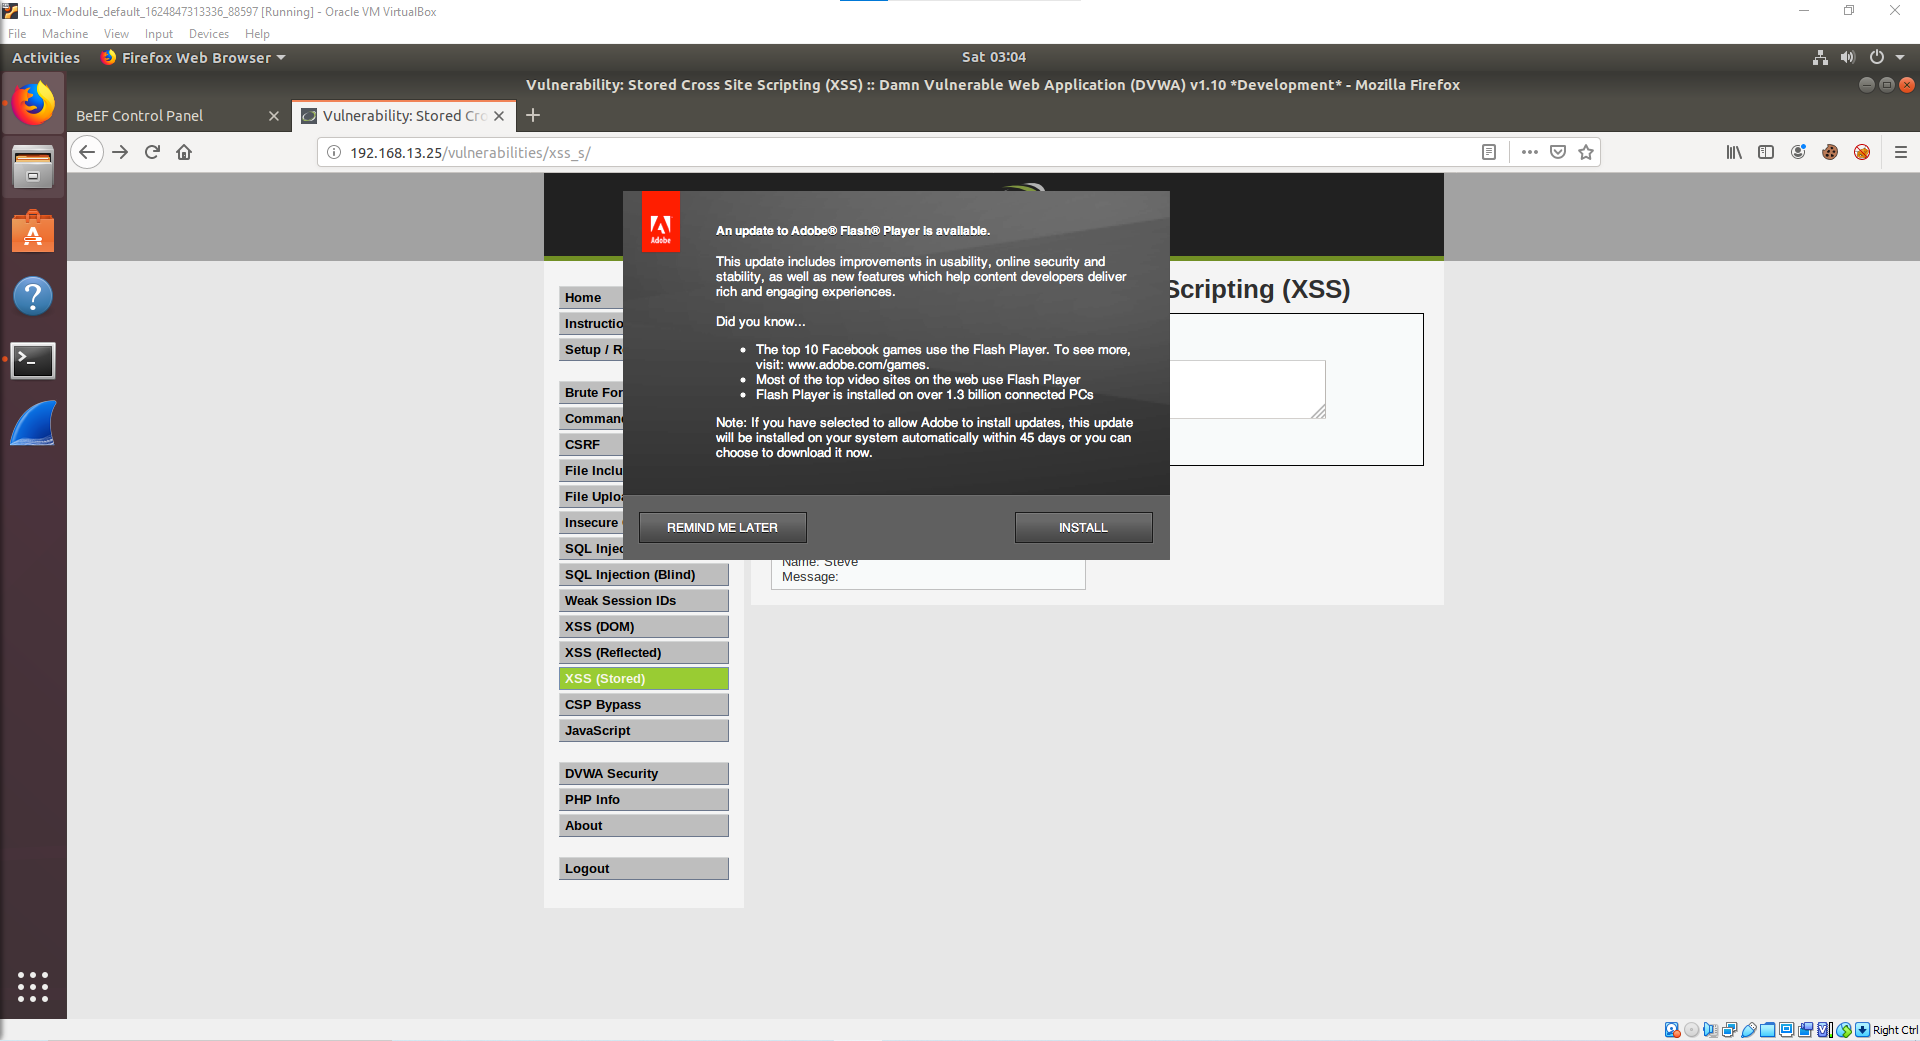 Linux-Module_default_1624847313336_88597 [Running] - Oracle VM VirtualBox
File Machine View Input Devices Help
Activities Firefox Web Browser Sat 03:04
Vulnerability: Stored Cross Site Scripting (XSS) :: Damn Vulnerable Web Application (DVWA) v1.10 *Development* - Mozilla Firefox
BeEF Control Panel
Vulnerability: Stored Cro
192.168.13.25/vulnerabilities/xss_s/
Adobe
An update to Adobe® Flash® Player is available.
This update includes improvements in usability, online security and
stability, as well as new features which help content developers deliver
rich and engaging experiences.
Did you know...
• The top 10 Facebook games use the Flash Player. To see more,
visit: www.adobe.com/games.
• Most of the top video sites on the web use Flash Player
• Flash Player is installed on over 1.3 billion connected PCs
Note: If you have selected to allow Adobe to install updates, this update
will be installed on your system automatically within 45 days or you can
choose to download it now.
REMIND ME LATER
INSTALL
Scripting (XSS)
Name: Steve
Message:
Home
Instructio
Setup / R
Brute For
Comman
CSRF
File Inclu
File Uplo
Insecure
SQL Injec
SQL Injection (Blind)
Weak Session IDs
XSS (DOM)
XSS (Reflected)
XSS (Stored)
CSP Bypass
JavaScript
DVWA Security
PHP Info
About
Logout
Right Ctrl